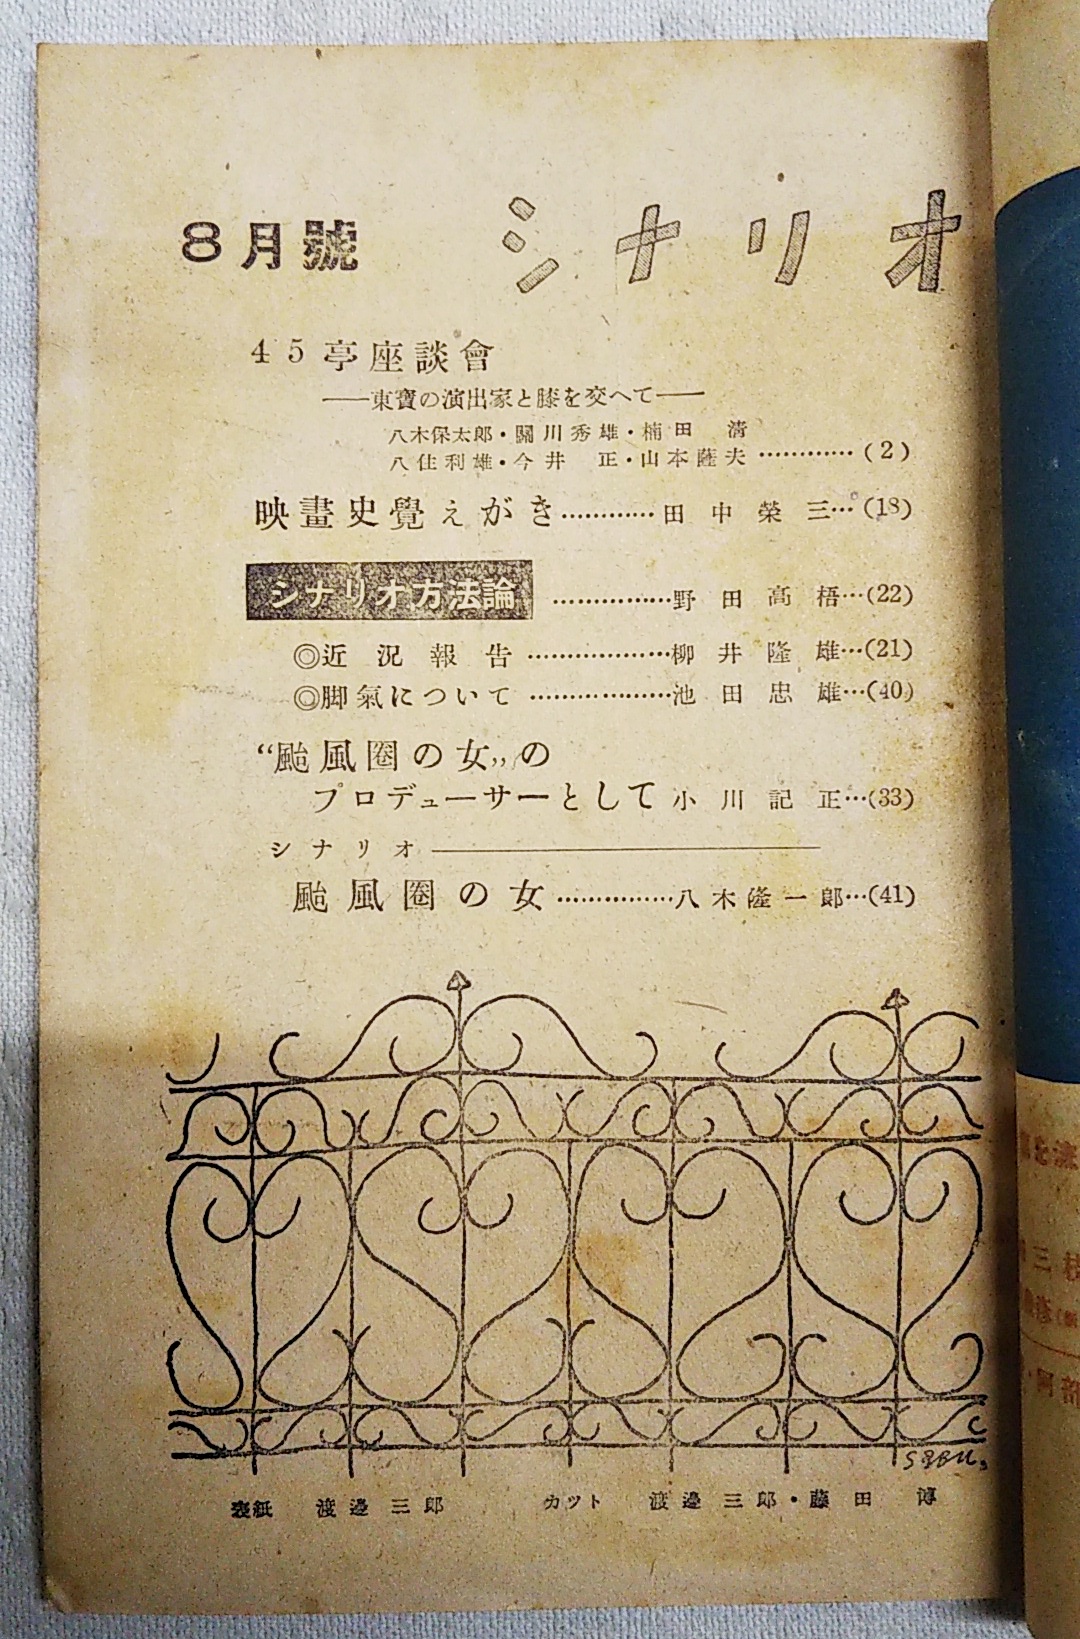 8月號 シナリオ
45亭座談會
――東寶の演出家と膝を交へて――
八木保太郎・關川秀雄・楠田 清
八住利雄・今井 正・山本薩夫…………(2)
映畫史覺えがき…………田中榮三…(18)
シナリオ方法論……………野田高梧…(22)
◎近況報告………………柳井隆雄…(21)
◎脚氣について………………池田忠雄…(40)
“颱風圈の女”の
プロデューサーとして 小川記正…(33)
シナリオ――――――――
颱風圈の女……………八木隆一郎…(41)
表紙 渡邊三郎 カツト 渡邊三郎・藤田 淳
三枝
・阿部